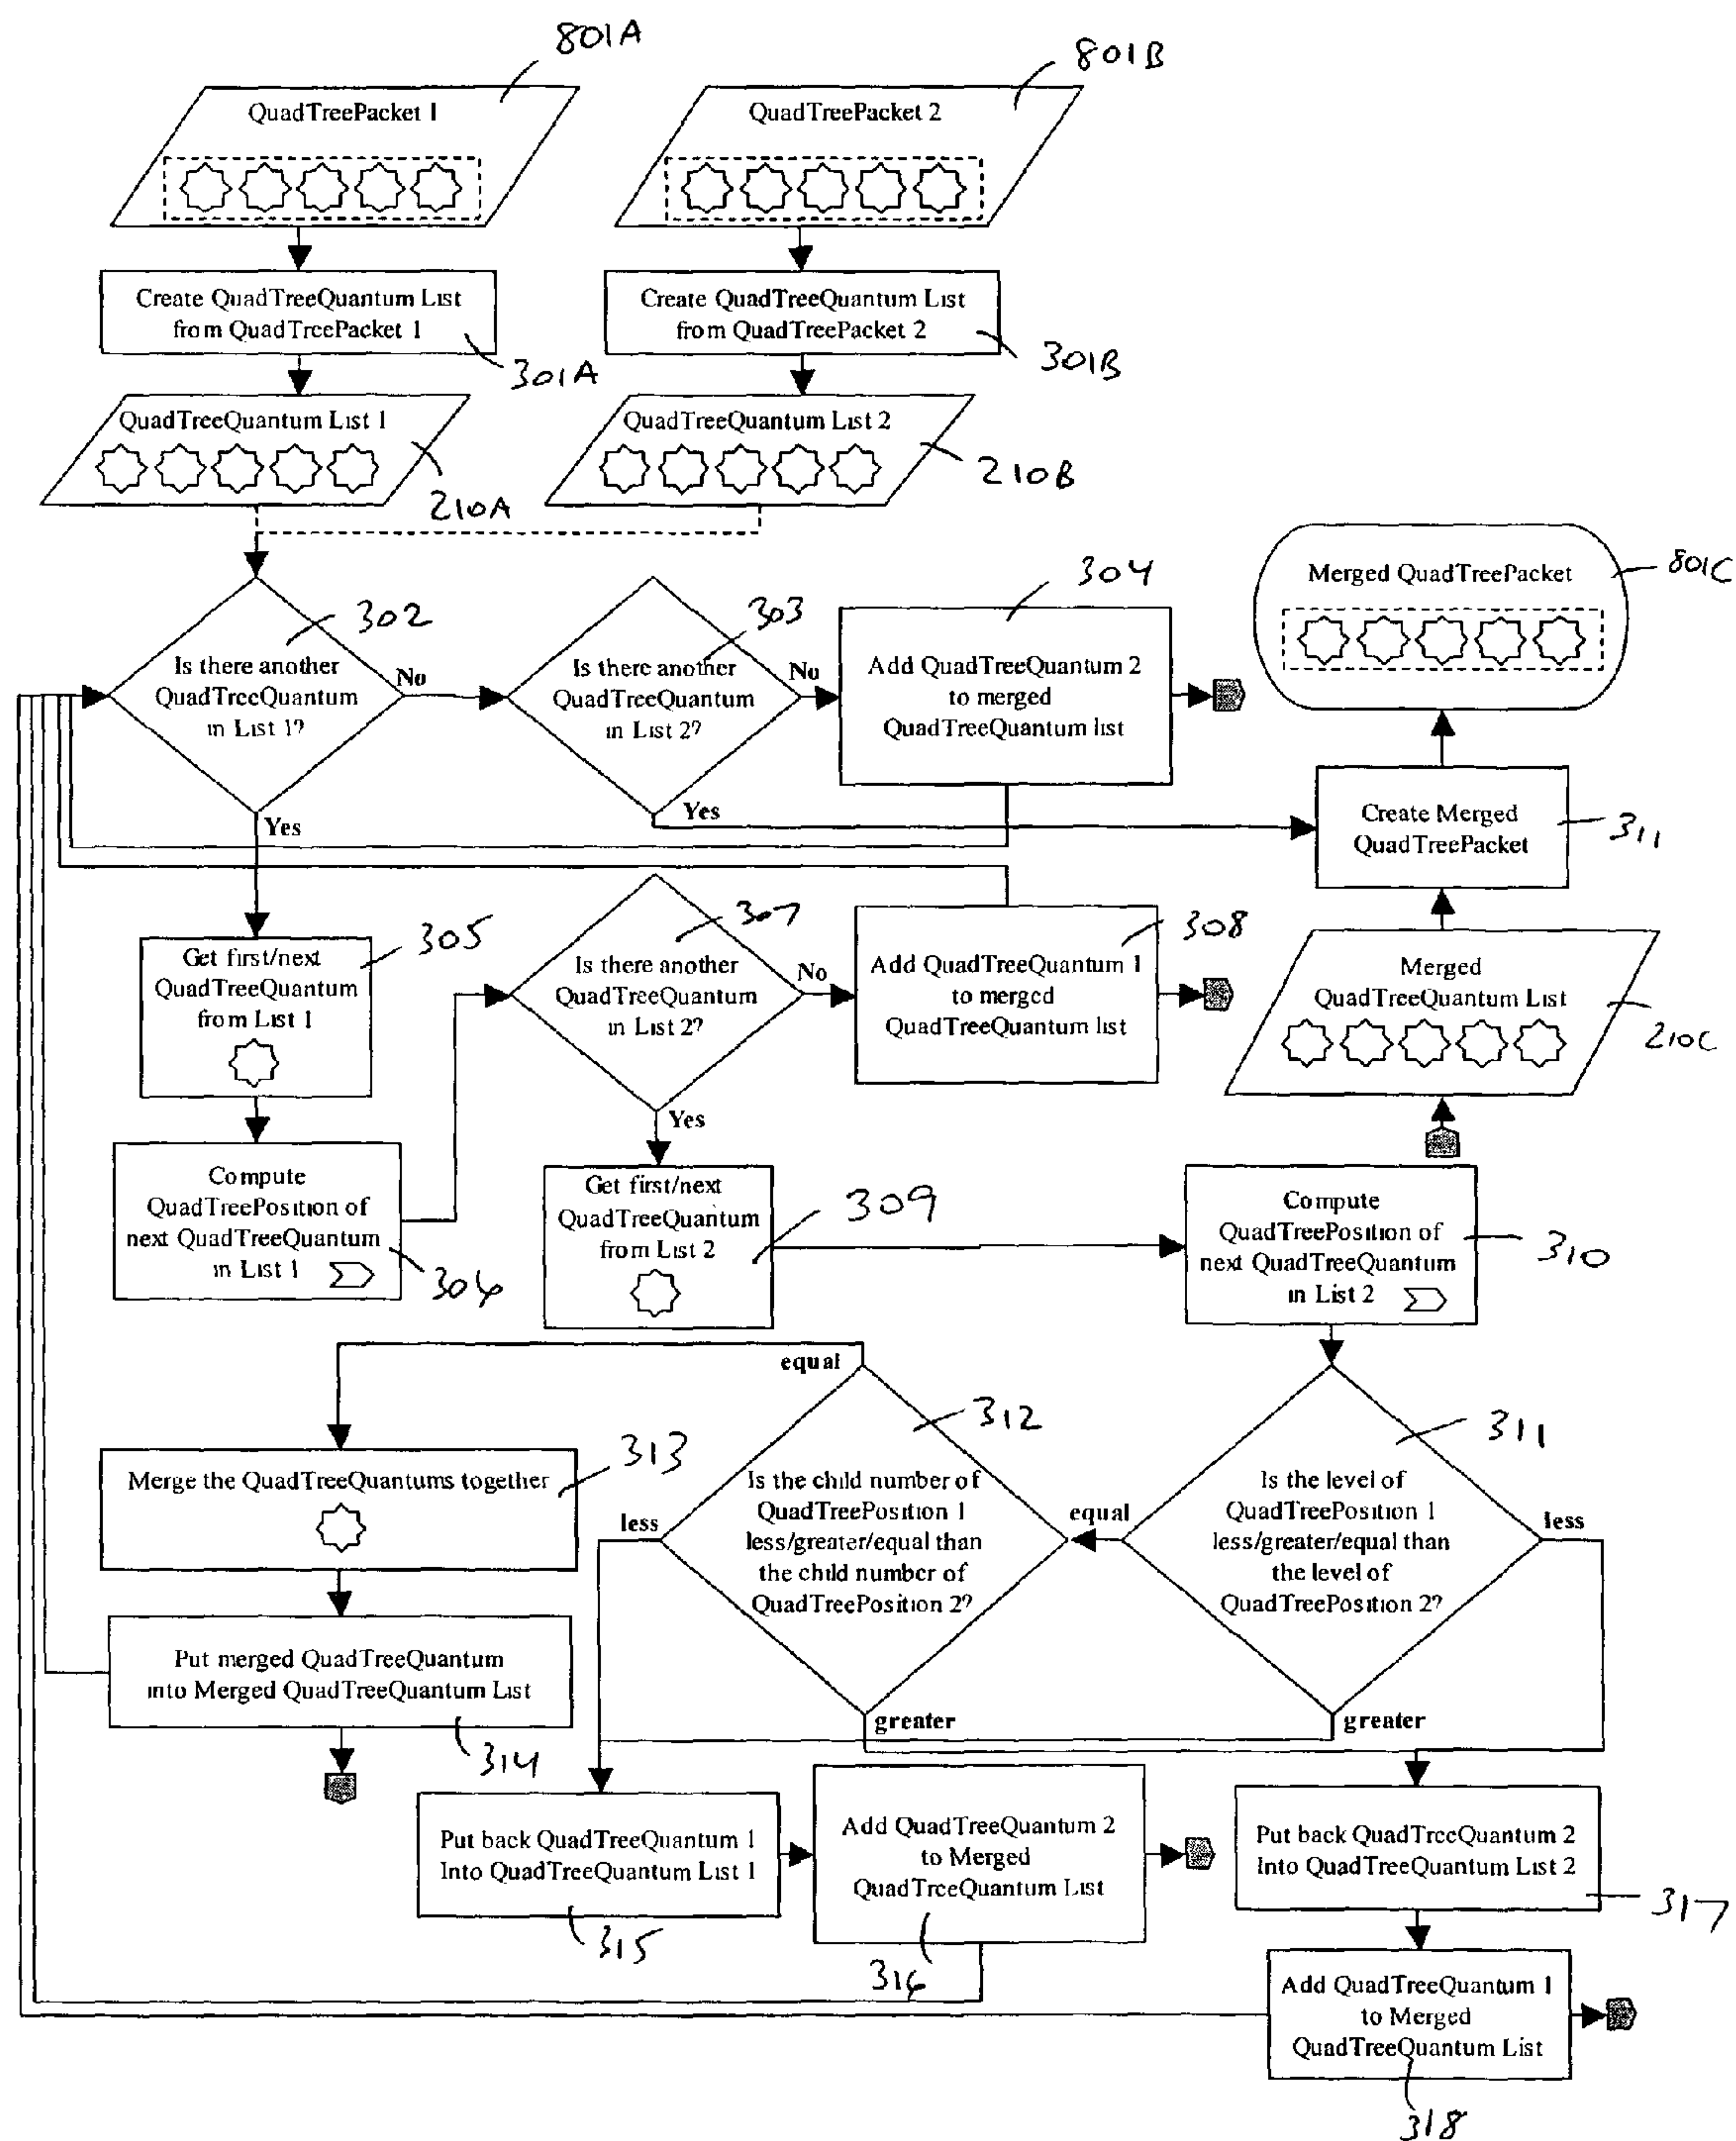 801A
801B
QuadTreePacket 1
QuadTreePacket 2
Create QuadTreeQuantum List
from QuadTreePacket 1
Create QuadTreeQuantum List
from QuadTreePacket 2
301A
301B
QuadTreeQuantum List 1
QuadTreeQuantum List 2
210A
210B
302
Is there another
QuadTreeQuantum
in List 1?
No
Yes
303
Is there another
QuadTreeQuantum
in List 2?
No
Yes
304
Add QuadTreeQuantum 2
to merged
QuadTreeQuantum list
Merged QuadTreePacket
801C
Create Merged
QuadTreePacket
311
305
Get first/next
QuadTreeQuantum
from List 1
307
Is there another
QuadTreeQuantum
in List 2?
No
Yes
308
Add QuadTreeQuantum 1
to merged
QuadTreeQuantum list
Merged
QuadTreeQuantum List
210C
Compute
QuadTreePosition of
next QuadTreeQuantum
in List 1
306
Get first/next
QuadTreeQuantum
from List 2
309
Compute
QuadTreePosition of
next QuadTreeQuantum
in List 2
310
equal
312
Is the child number of
QuadTreePosition 1
less/greater/equal than
the child number of
QuadTreePosition 2?
less
greater
equal
311
Is the level of
QuadTreePosition 1
less/greater/equal than
the level of
QuadTreePosition 2?
less
greater
Merge the QuadTreeQuantums together
313
Put merged QuadTreeQuantum
into Merged QuadTreeQuantum List
314
Put back QuadTreeQuantum 1
Into QuadTreeQuantum List 1
315
Add QuadTreeQuantum 2
to Merged
QuadTreeQuantum List
316
Put back QuadTreeQuantum 2
Into QuadTreeQuantum List 2
317
Add QuadTreeQuantum 1
to Merged
QuadTreeQuantum List
318